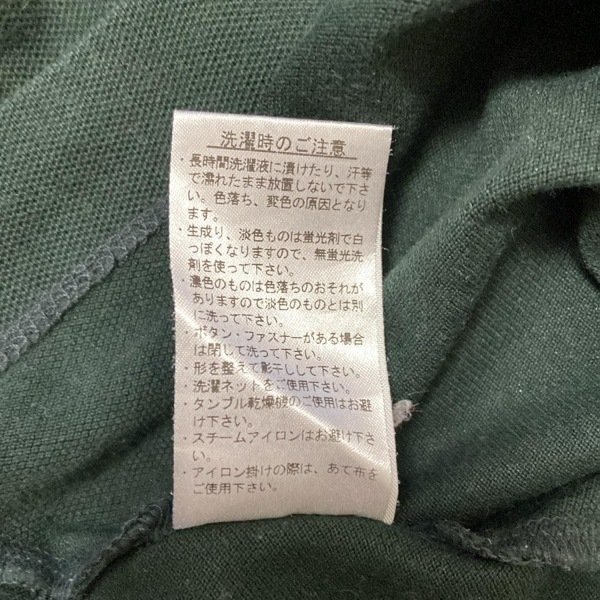 洗濯時のご注意
・長時間洗濯液に漬けたり、汗等
で濡れたまま放置しないで下さ
い。色落ち、変色の原因となり
ます。
・生成り、淡色ものは蛍光剤で白
っぽくなりますので、無蛍光洗
剤を使って下さい。
・濃色のものは色落ちのおそれが
ありますので淡色のものとは別
に洗って下さい。
・ボタン・ファスナーがある場合
は閉じて洗って下さい。
・形を整えて影干しして下さい。
・洗濯ネットをご使用下さい。
・タンブル乾燥機のご使用はお避
け下さい。
・スチームアイロンはお避け下さ
い。
・アイロン掛けの際は、あて布を
ご使用下さい。